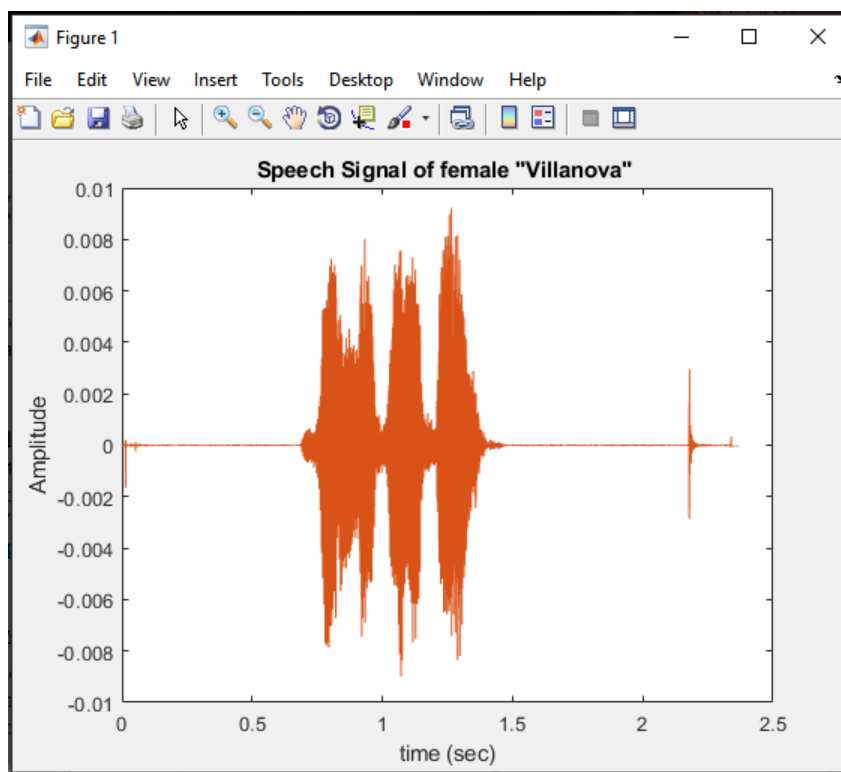 Figure 1
File Edit View Insert Tools Desktop Window Help
Speech Signal of female "Villanova"
0.01
0.008
0.006
0.004
0.002
0
-0.002
-0.004
-0.006
-0.008
-0.01
Amplitude
0 0.5 1 1.5 2 2.5
time (sec)